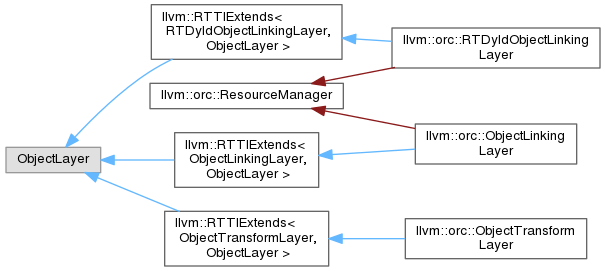 llvm::RTTIExtends<
RTDyldObjectLinkingLayer,
ObjectLayer >
llvm::orc::RTDyldObjectLinking
Layer
llvm::orc::ResourceManager
llvm::orc::ObjectLinking
Layer
ObjectLayer
llvm::RTTIExtends<
ObjectLinkingLayer,
ObjectLayer >
llvm::RTTIExtends<
ObjectTransformLayer,
ObjectLayer >
llvm::orc::ObjectTransform
Layer